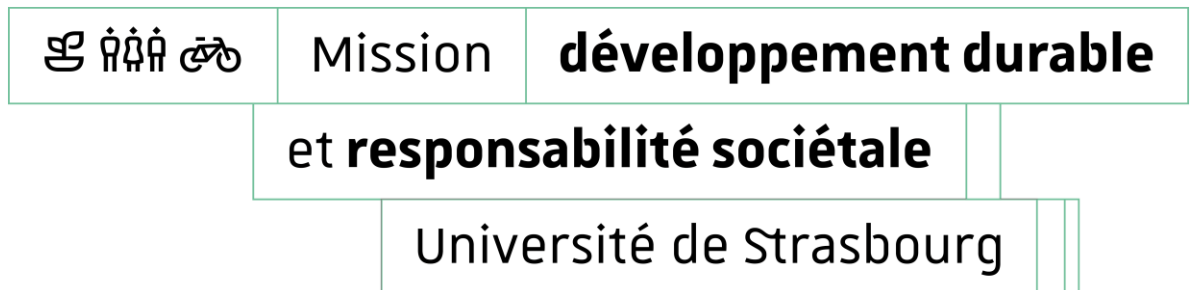 Mission développement durable
et responsabilité sociétale
Université de Strasbourg